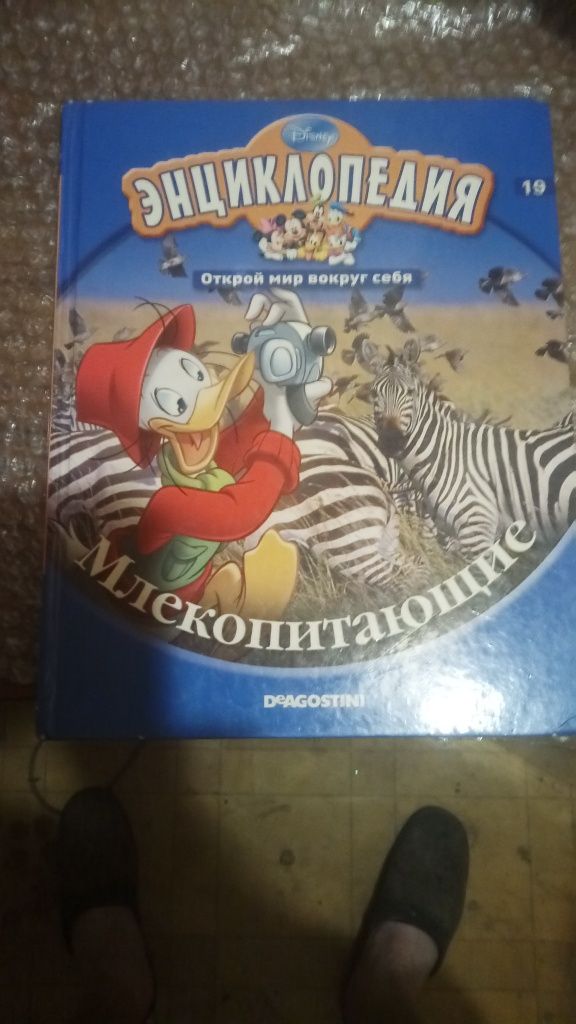 Disney
ЭНЦИКЛОПЕДИЯ
19
Открой мир вокруг себя
Млекопитающие
DeAGOSTINI